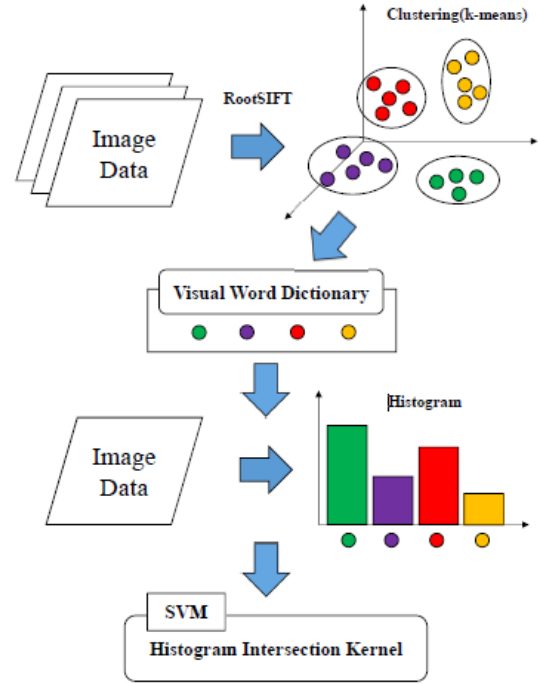 Clustering(k-means)
RootSIFT
Image
Data
Visual Word Dictionary
Histogram
Image
Data
SVM
Histogram Intersection Kernel